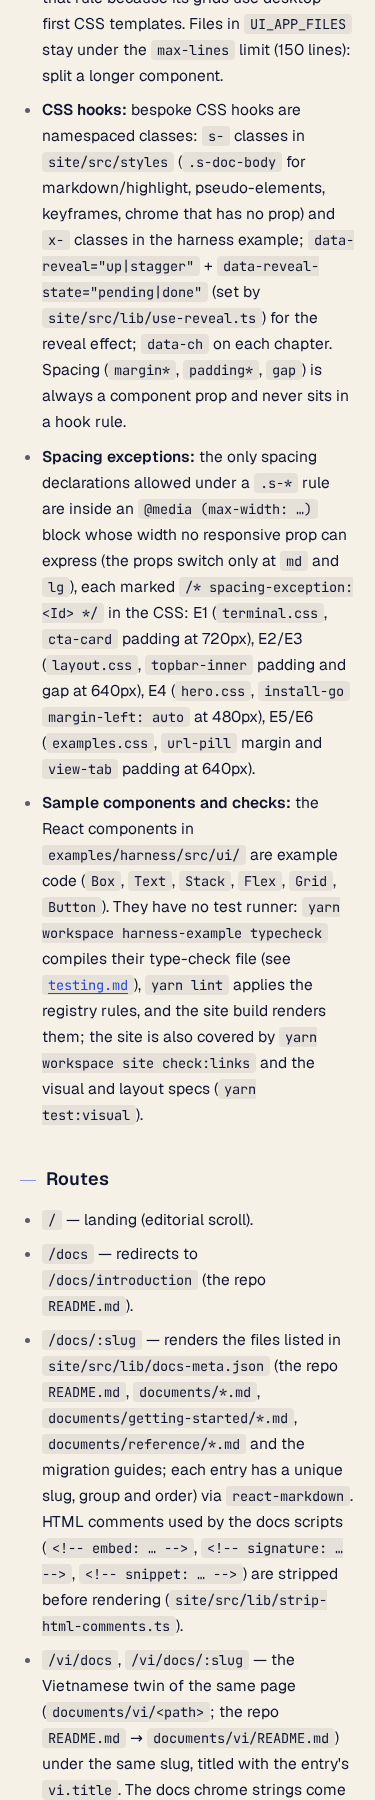 that rule because its grids use desktop-
first CSS templates. Files in UI_APP_FILES
stay under the max-lines limit (150 lines):
split a longer component.
CSS hooks: bespoke CSS hooks are
namespaced classes: s- classes in
site/src/styles (.s-doc-body for
markdown/highlight, pseudo-elements,
keyframes, chrome that has no prop) and
x- classes in the harness example; data-
reveal="up|stagger" + data-reveal-
state="pending|done" (set by
site/src/lib/use-reveal.ts) for the
reveal effect; data-ch on each chapter.
Spacing (margin*, padding*, gap) is
always a component prop and never sits in
a hook rule.
Spacing exceptions: the only spacing
declarations allowed under a .s-* rule
are inside an @media (max-width: …)
block whose width no responsive prop can
express (the props switch only at md and
lg), each marked /* spacing-exception:
<Id> */ in the CSS: E1 (terminal.css,
cta-card padding at 720px), E2/E3
(layout.css, topbar-inner padding and
gap at 640px), E4 (hero.css, install-go
margin-left: auto at 480px), E5/E6
(examples.css, url-pill margin and
view-tab padding at 640px).
Sample components and checks: the
React components in
examples/harness/src/ui/ are example
code (Box, Text, Stack, Flex, Grid,
Button). They have no test runner: yarn
workspace harness-example typecheck
compiles their type-check file (see
testing.md), yarn lint applies the
registry rules, and the site build renders
them; the site is also covered by yarn
workspace site check:links and the
visual and layout specs (yarn
test:visual).
— Routes
/ — landing (editorial scroll).
/docs — redirects to
/docs/introduction (the repo
README.md).
/docs/:slug — renders the files listed in
site/src/lib/docs-meta.json (the repo
README.md, documents/*.md,
documents/getting-started/*.md,
documents/reference/*.md and the
migration guides; each entry has a unique
slug, group and order) via react-markdown.
HTML comments used by the docs scripts
(<!-- embed: … -->, <!-- signature: …
-->, <!-- snippet: … -->) are stripped
before rendering (site/src/lib/strip-
html-comments.ts).
/vi/docs, /vi/docs/:slug — the
Vietnamese twin of the same page
(documents/vi/<path>; the repo
README.md → documents/vi/README.md)
under the same slug, titled with the entry's
vi.title. The docs chrome strings come